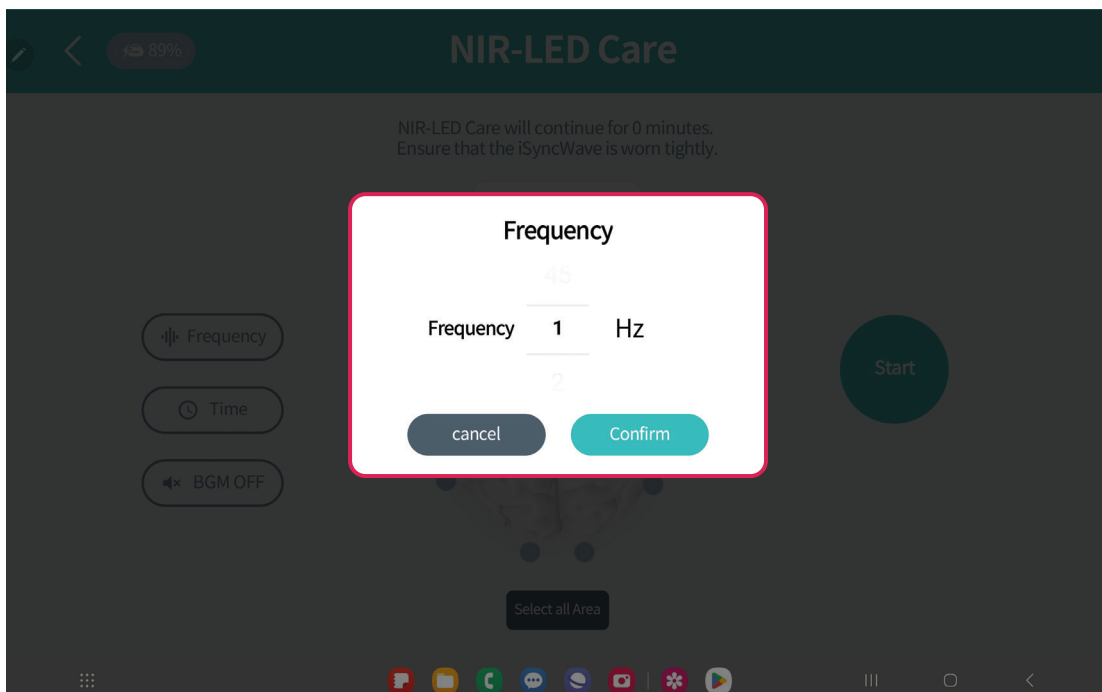 89%
NIR-LED Care
NIR-LED Care will continue for 0 minutes.
Ensure that the iSyncWave is worn tightly.
Frequency
45
Frequency 1 Hz
2
cancel Confirm
Frequency
Time
BGM OFF
Start
Select all Area